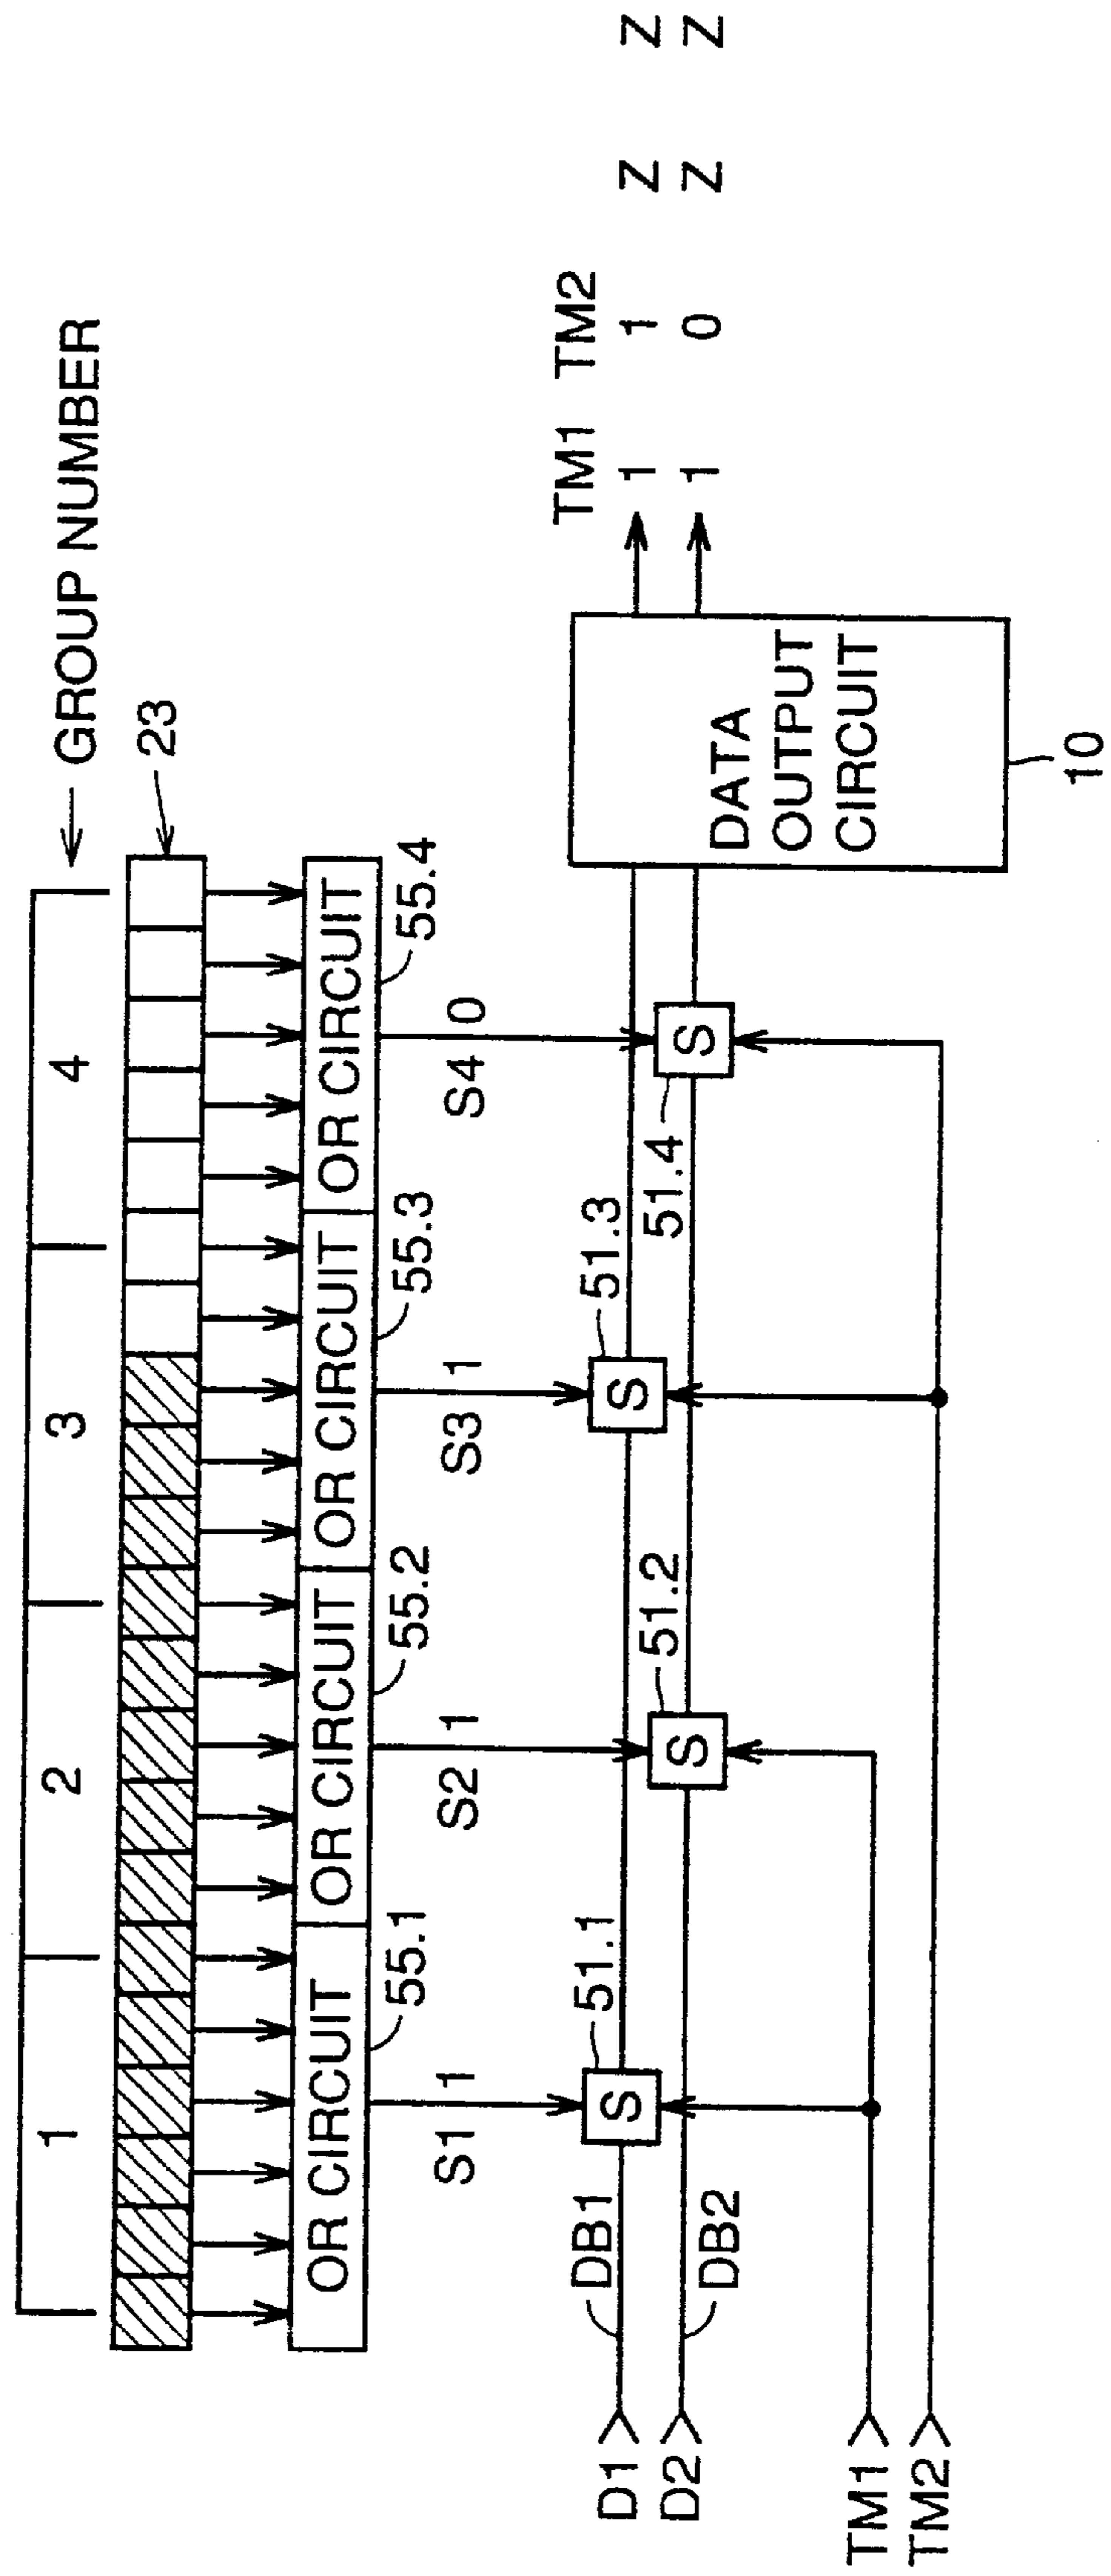 ← GROUP NUMBER
1 2 3 4
23
OR CIRCUIT OR CIRCUIT OR CIRCUIT OR CIRCUIT
55.1 55.2 55.3 55.4
S1 1 S2 1 S3 1 S4 0
TM1 TM2
D1 DB1 51.1 S 51.3 S 1 1 Z Z
D2 DB2 S 51.2 51.4 S 1 0 Z Z
DATA
OUTPUT
CIRCUIT
10
TM1
TM2